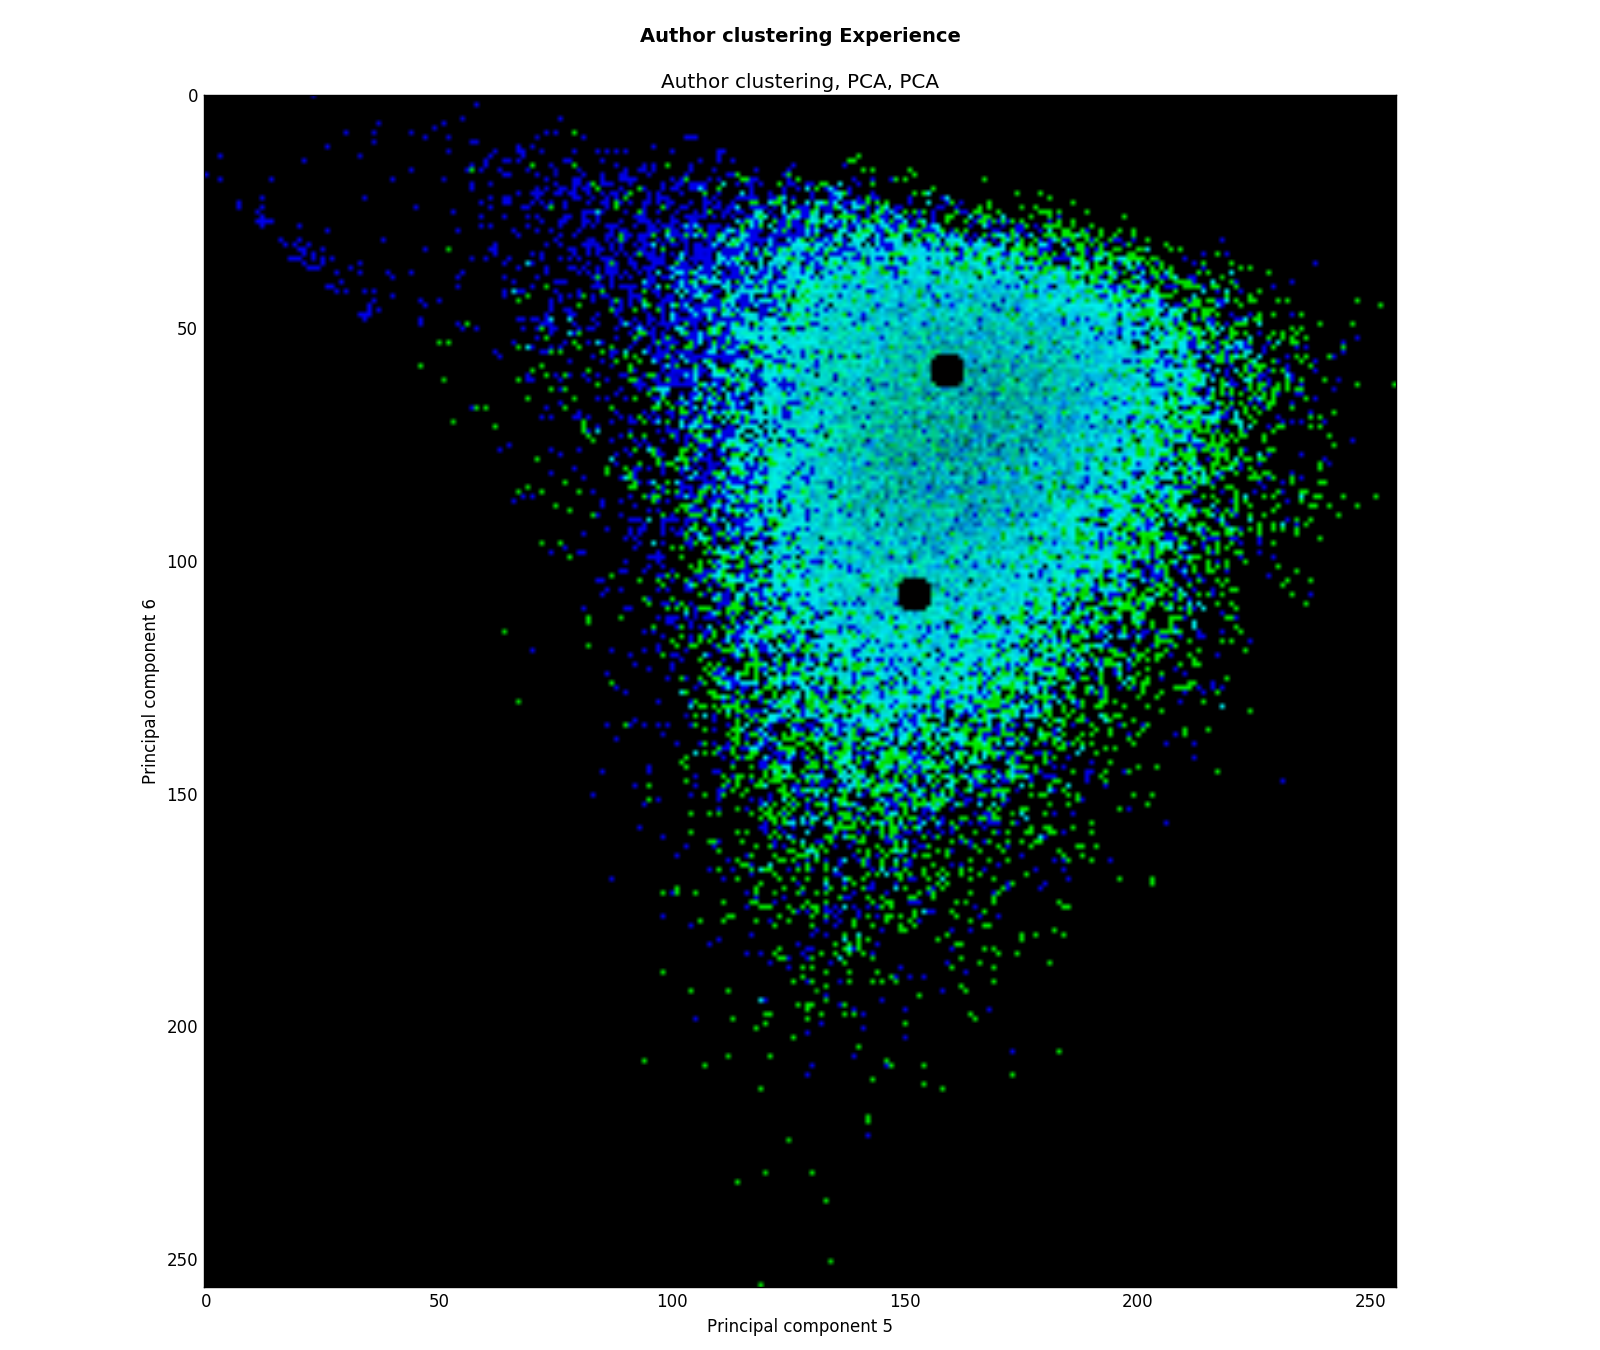 Author clustering Experience
Author clustering, PCA, PCA
0
50
100
150
200
250
Principal component 6
0 50 100 150 200 250
Principal component 5